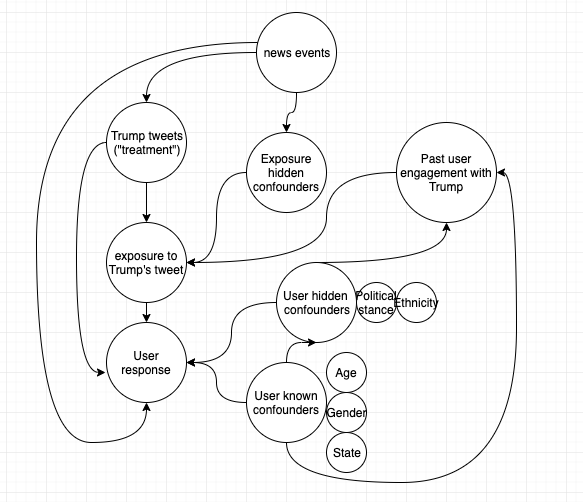 news events
Trump tweets
("treatment")
Exposure
hidden
confounders
Past user
engagement with
Trump
exposure to
Trump's tweet
User hidden
confounders
Political
stance
Ethnicity
User
response
User known
confounders
Age
Gender
State